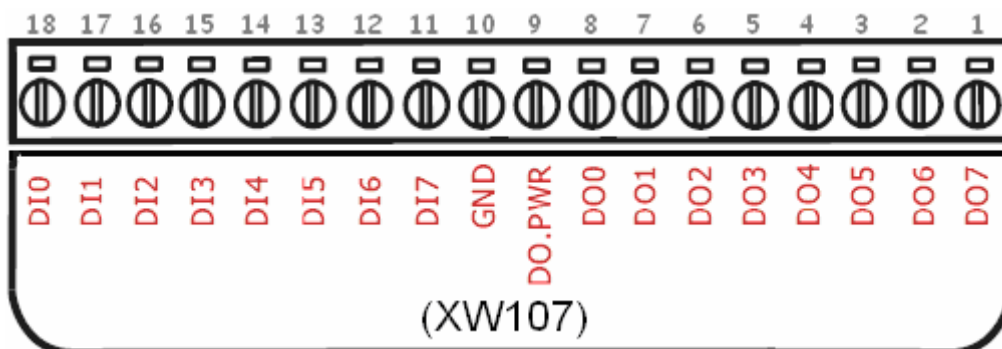 18 17 16 15 14 13 12 11 10 9 8 7 6 5 4 3 2 1
DI0 DI1 DI2 DI3 DI4 DI5 DI6 DI7 GND DO.PWR DO0 DO1 DO2 DO3 DO4 DO5 DO6 DO7
(XW107)